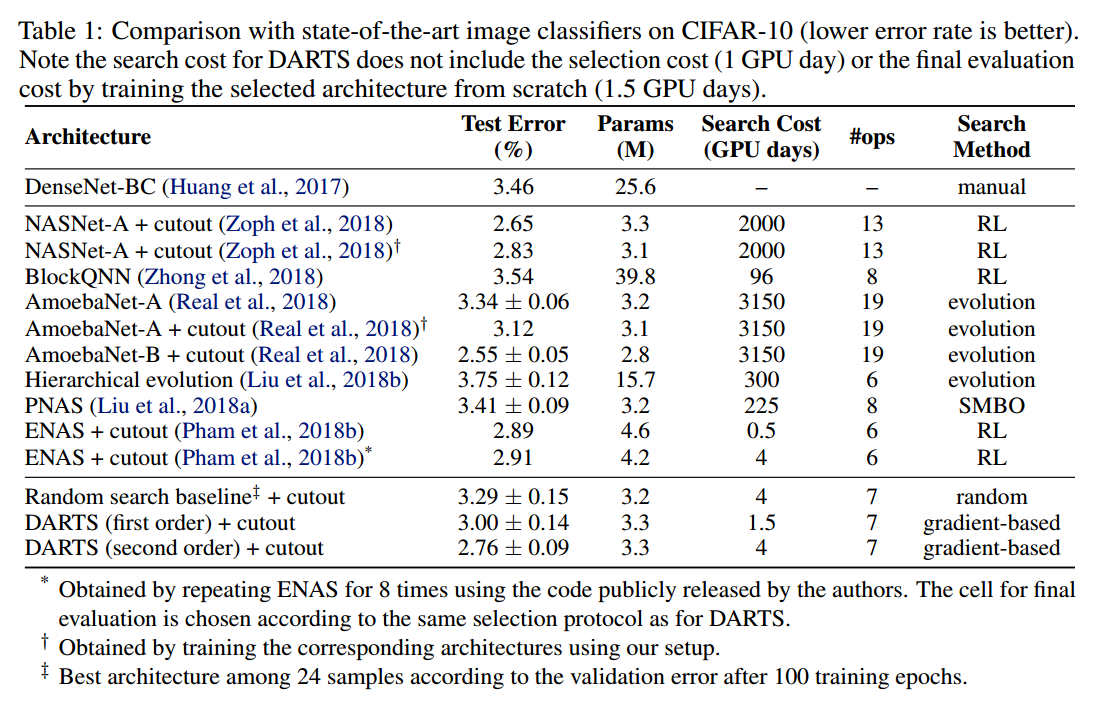 Table 1: Comparison with state-of-the-art image classifiers on CIFAR-10 (lower error rate is better).
Note the search cost for DARTS does not include the selection cost (1 GPU day) or the final evaluation
cost by training the selected architecture from scratch (1.5 GPU days).
Architecture Test Error (%) Params (M) Search Cost (GPU days) #ops Search Method
DenseNet-BC (Huang et al., 2017) 3.46 25.6 – – manual
NASNet-A + cutout (Zoph et al., 2018) 2.65 3.3 2000 13 RL
NASNet-A + cutout (Zoph et al., 2018)† 2.83 3.1 2000 13 RL
BlockQNN (Zhong et al., 2018) 3.54 39.8 96 8 RL
AmoebaNet-A (Real et al., 2018) 3.34 ± 0.06 3.2 3150 19 evolution
AmoebaNet-A + cutout (Real et al., 2018)† 3.12 3.1 3150 19 evolution
AmoebaNet-B + cutout (Real et al., 2018) 2.55 ± 0.05 2.8 3150 19 evolution
Hierarchical evolution (Liu et al., 2018b) 3.75 ± 0.12 15.7 300 6 evolution
PNAS (Liu et al., 2018a) 3.41 ± 0.09 3.2 225 8 SMBO
ENAS + cutout (Pham et al., 2018b) 2.89 4.6 0.5 6 RL
ENAS + cutout (Pham et al., 2018b)* 2.91 4.2 4 6 RL
Random search baseline‡ + cutout 3.29 ± 0.15 3.2 4 7 random
DARTS (first order) + cutout 3.00 ± 0.14 3.3 1.5 7 gradient-based
DARTS (second order) + cutout 2.76 ± 0.09 3.3 4 7 gradient-based
* Obtained by repeating ENAS for 8 times using the code publicly released by the authors. The cell for final
evaluation is chosen according to the same selection protocol as for DARTS.
† Obtained by training the corresponding architectures using our setup.
‡ Best architecture among 24 samples according to the validation error after 100 training epochs.